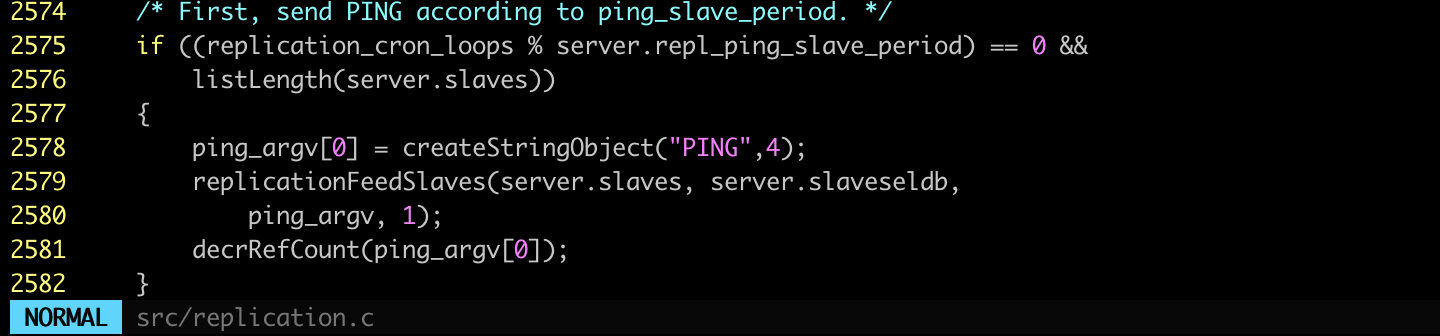 2574     /* First, send PING according to ping_slave_period. */
2575     if ((replication_cron_loops % server.repl_ping_slave_period) == 0 &&
2576         listLength(server.slaves))
2577     {
2578         ping_argv[0] = createStringObject("PING",4);
2579         replicationFeedSlaves(server.slaves, server.slaveseldb,
2580             ping_argv, 1);
2581         decrRefCount(ping_argv[0]);
2582     }
NORMAL  src/replication.c